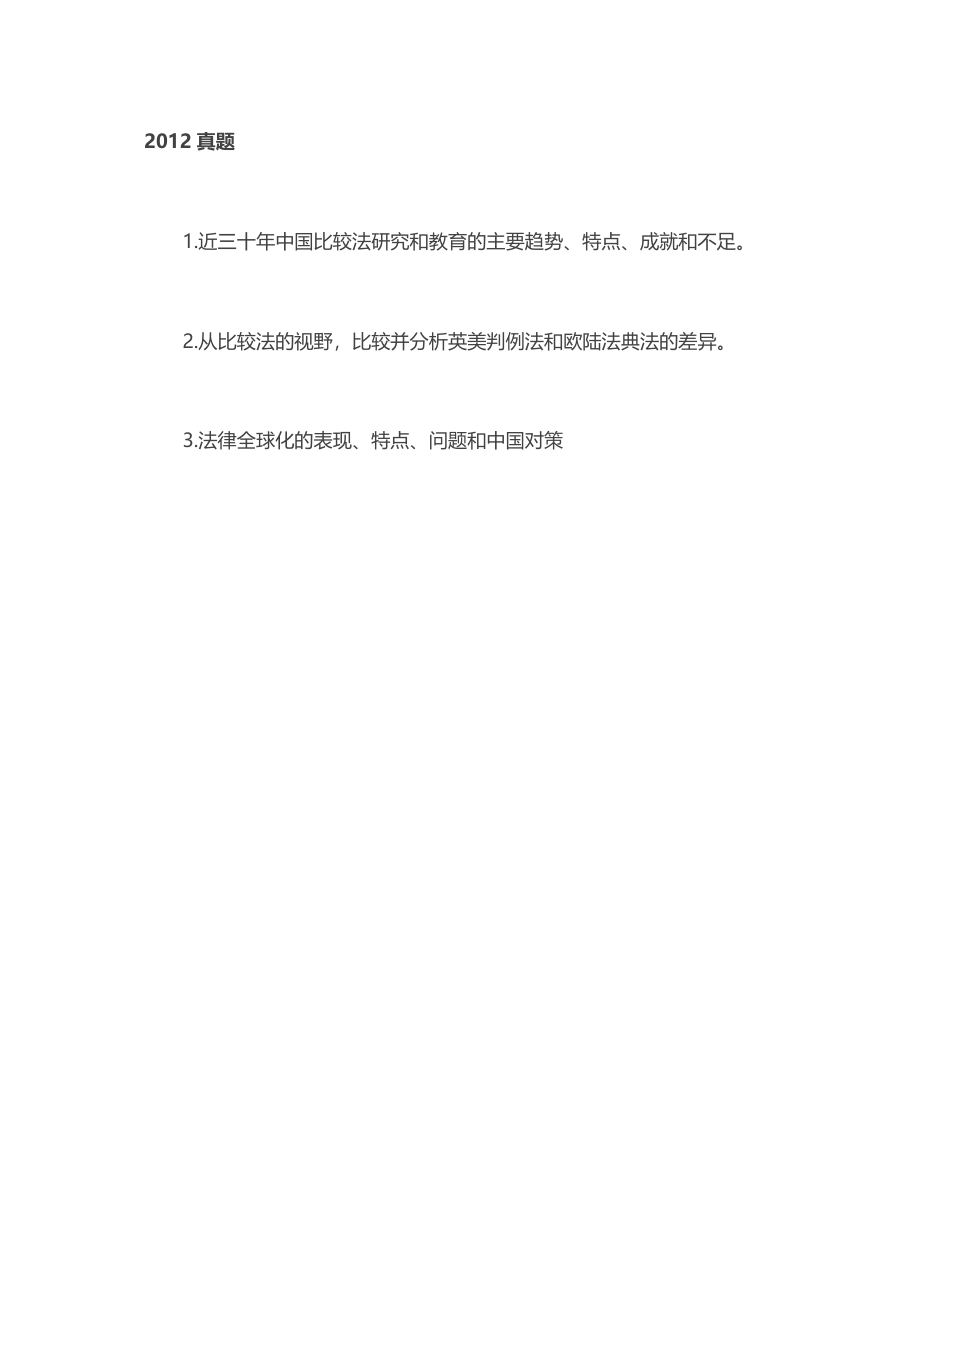 2012 真题
1.近三十年中国比较法研究和教育的主要趋势、特点、成就和不足。
2.从比较法的视野，比较并分析英美判例法和欧陆法典法的差异。
3.法律全球化的表现、特点、问题和中国对策